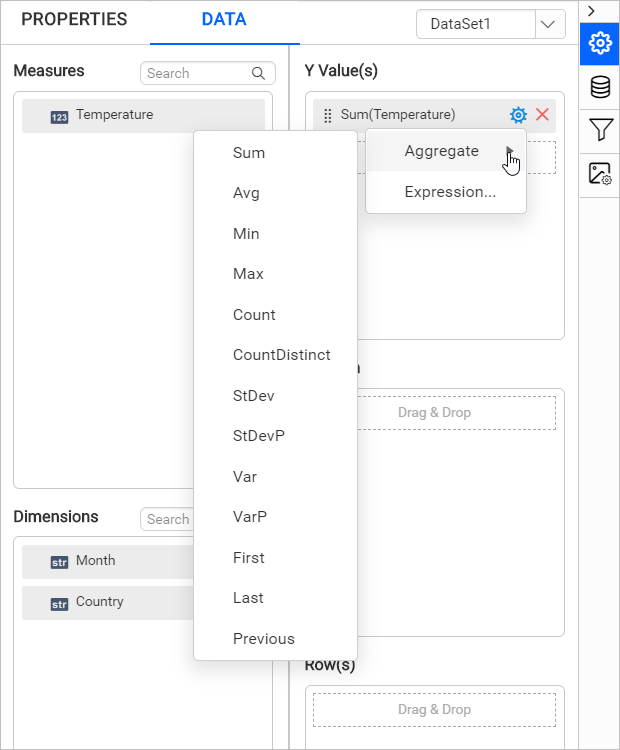 PROPERTIES
DATA
DataSet1
Measures
Search
123 Temperature
Y Value(s)
Sum(Temperature)
Aggregate
Expression...
Sum
Avg
Min
Max
Count
CountDistinct
StDev
StDevP
Var
VarP
First
Last
Previous
Drag & Drop
Dimensions
Search
str Month
str Country
Row(s)
Drag & Drop